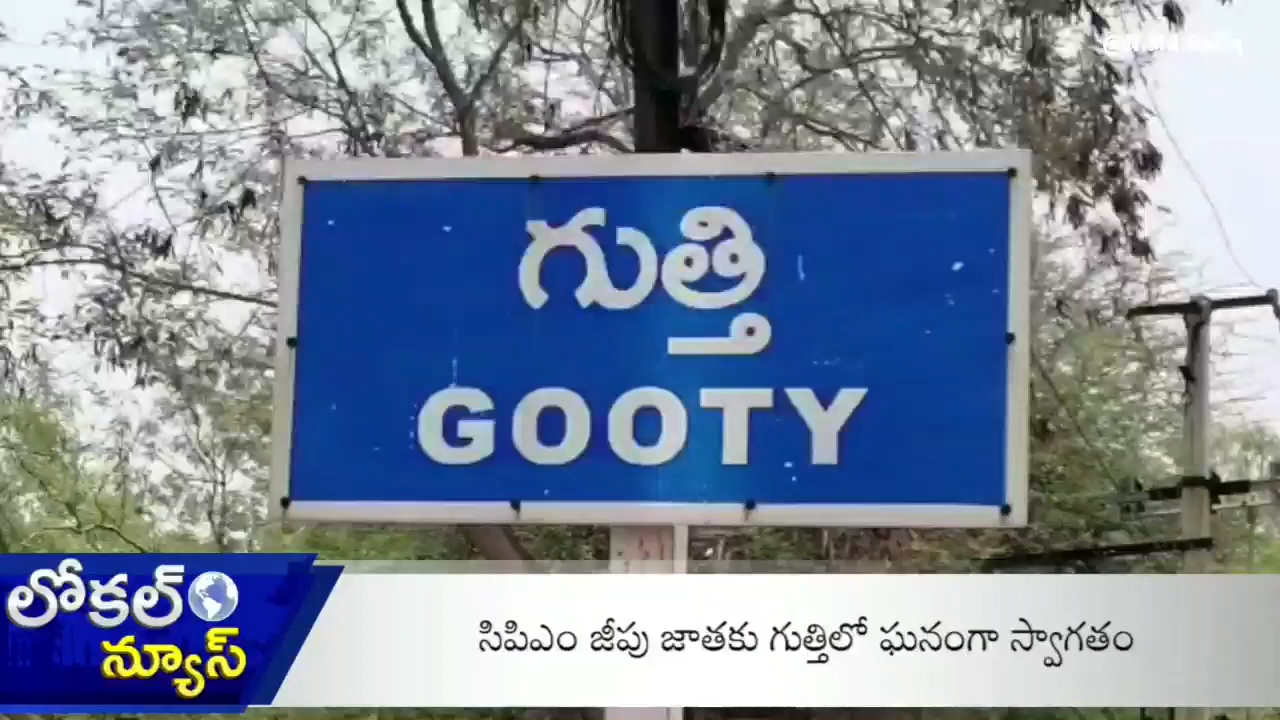 గుత్తి
GOOTY
లోకల్
న్యూస్
సిపిఎం జీపు జాతకు గుత్తిలో ఘనంగా స్వాగతం